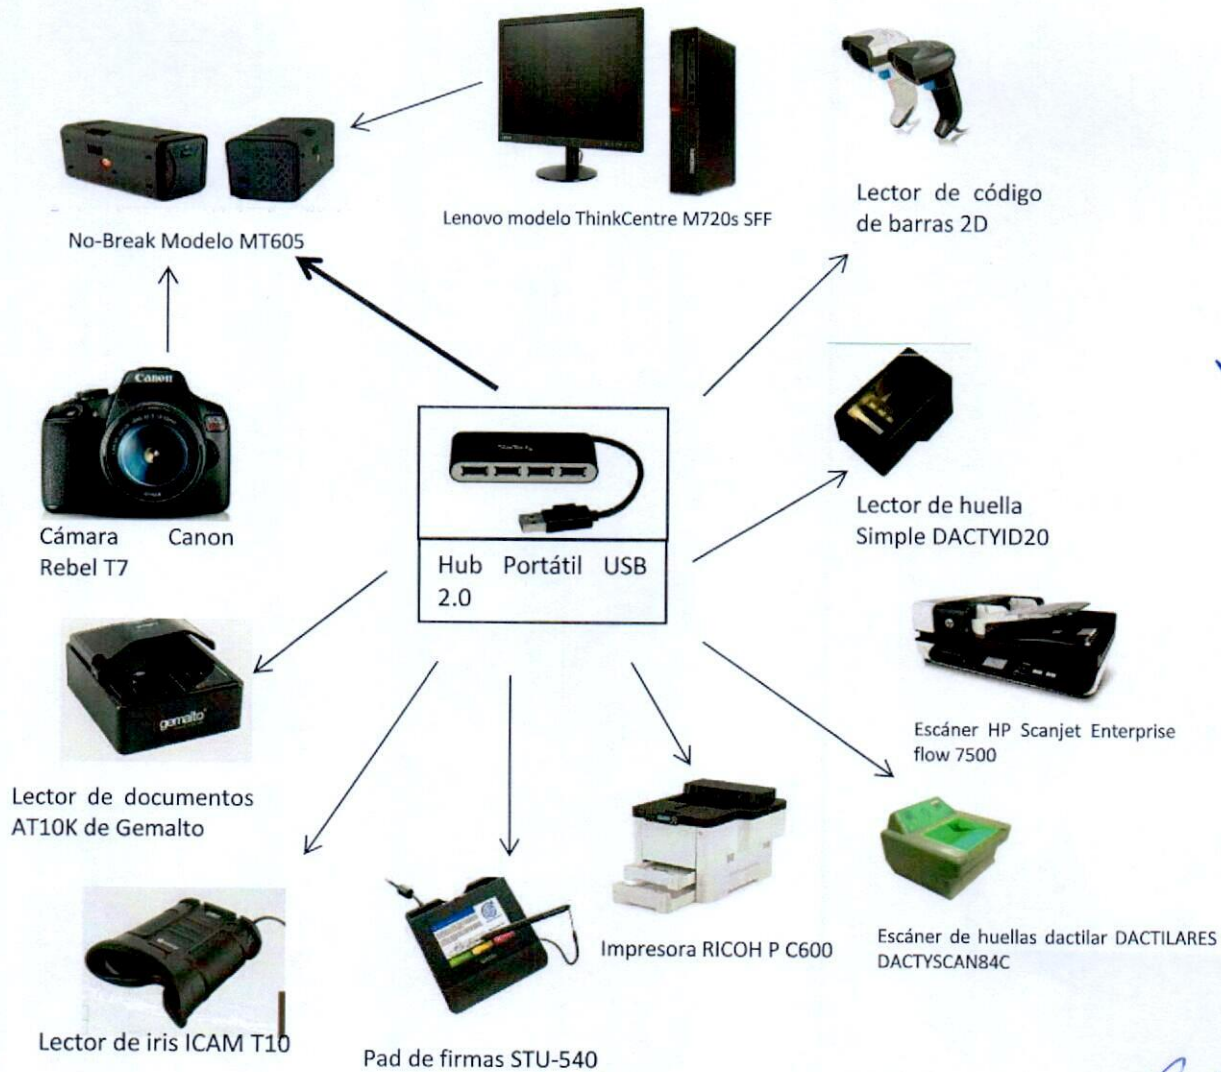 No-Break Modelo MT605
Lenovo modelo ThinkCentre M720s SFF
Lector de código
de barras 2D
Canon
Cámara Canon
Rebel T7
Hub Portátil USB
2.0
Lector de huella
Simple DACTYID20
gemalto
Lector de documentos
AT10K de Gemalto
Escáner HP Scanjet Enterprise
flow 7500
Lector de iris ICAM T10
Pad de firmas STU-540
Impresora RICOH P C600
Escáner de huellas dactilar DACTILARES
DACTYSCAN84C